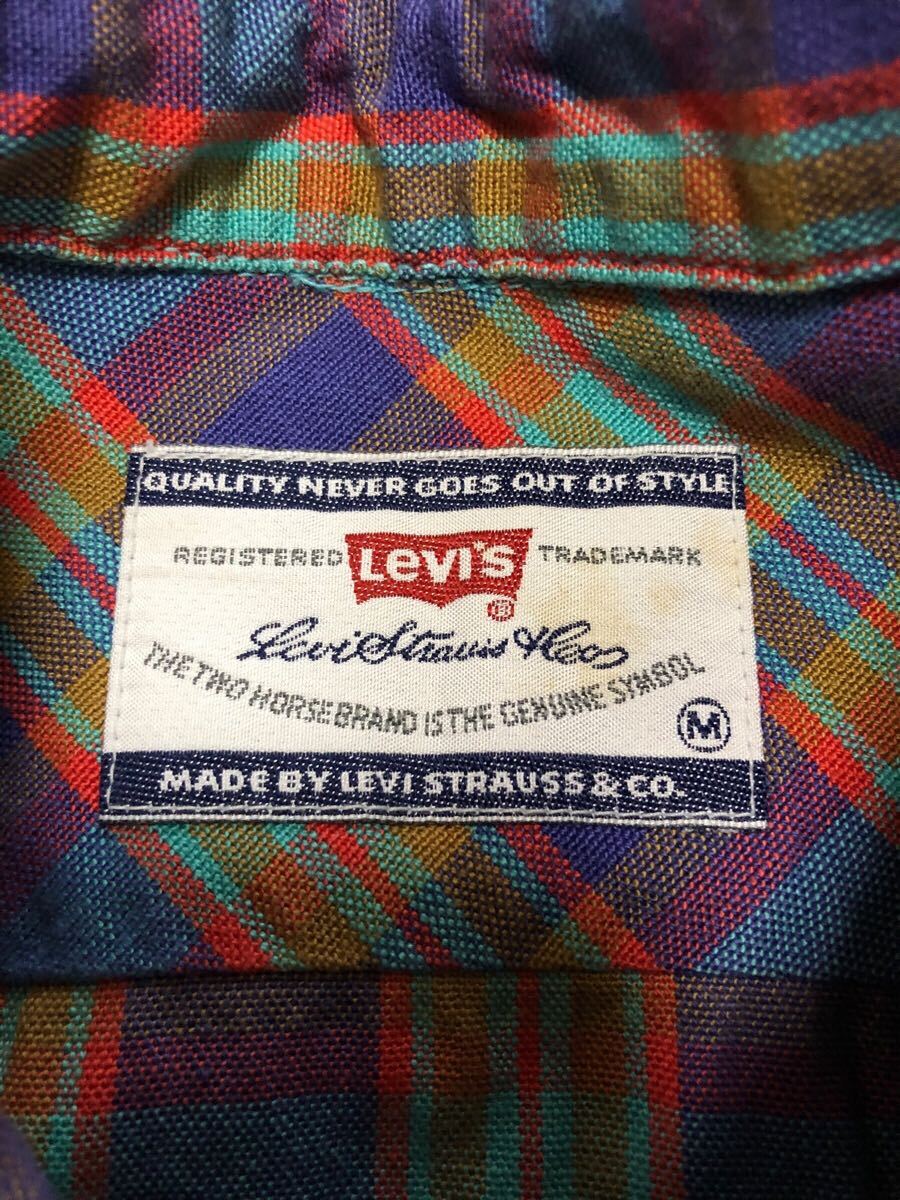 QUALITY NEVER GOES OUT OF STYLE
REGISTERED LEVI'S ® TRADEMARK
Levi Strauss & Co
THE TWO HORSE BRAND IS THE GENUINE SYMBOL
M
MADE BY LEVI STRAUSS & CO.